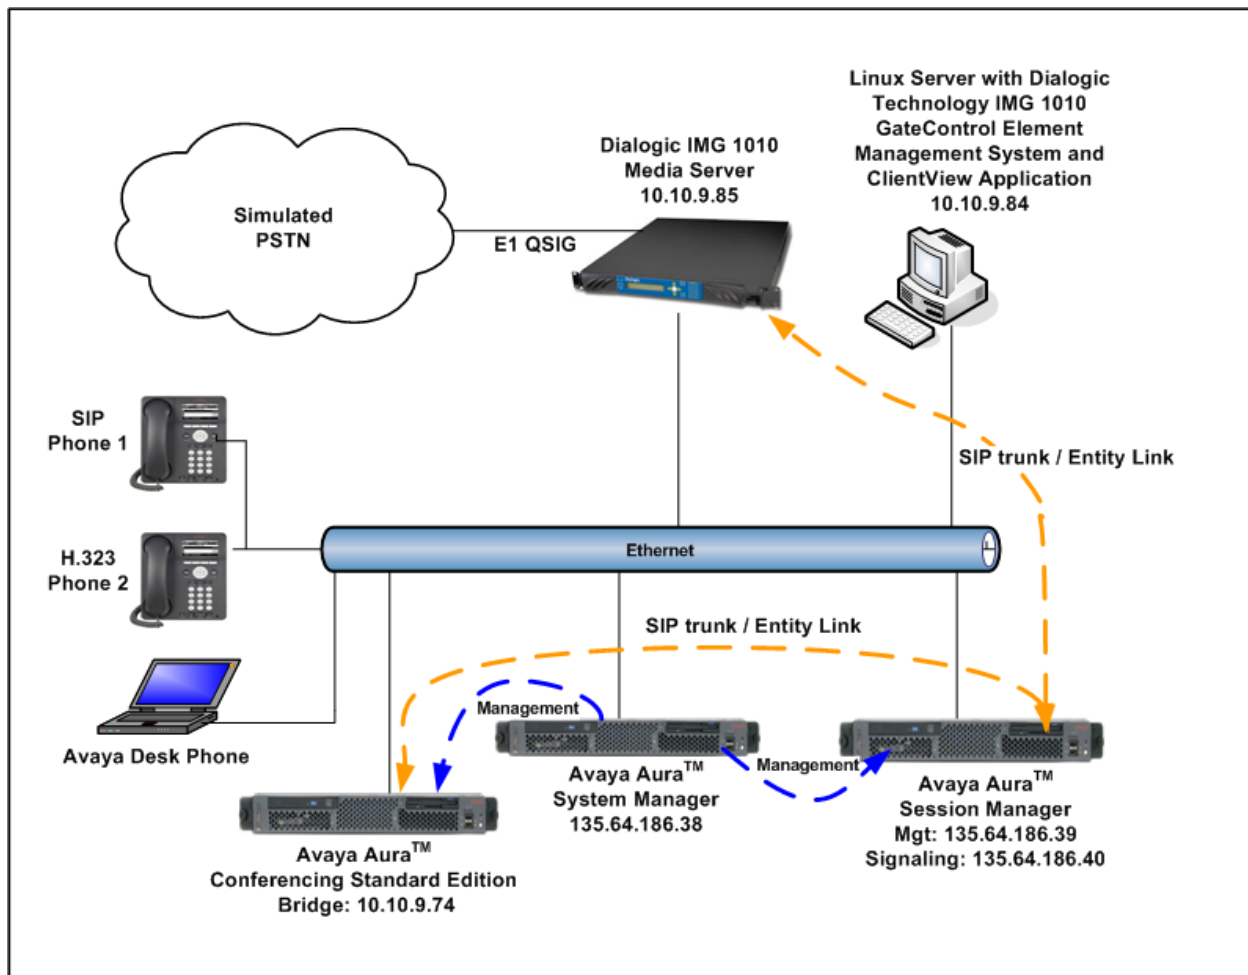 Linux Server with Dialogic
Technology IMG 1010
GateControl Element
Management System and
ClientView Application
10.10.9.84
Dialogic IMG 1010
Media Server
10.10.9.85
Simulated
PSTN
E1 QSIG
SIP
Phone 1
SIP trunk / Entity Link
H.323
Phone 2
Ethernet
SIP trunk / Entity Link
Avaya Desk Phone
Management
Management
Avaya Aura™
System Manager
135.64.186.38
Avaya Aura™
Session Manager
Mgt: 135.64.186.39
Signaling: 135.64.186.40
Avaya Aura™
Conferencing Standard Edition
Bridge: 10.10.9.74